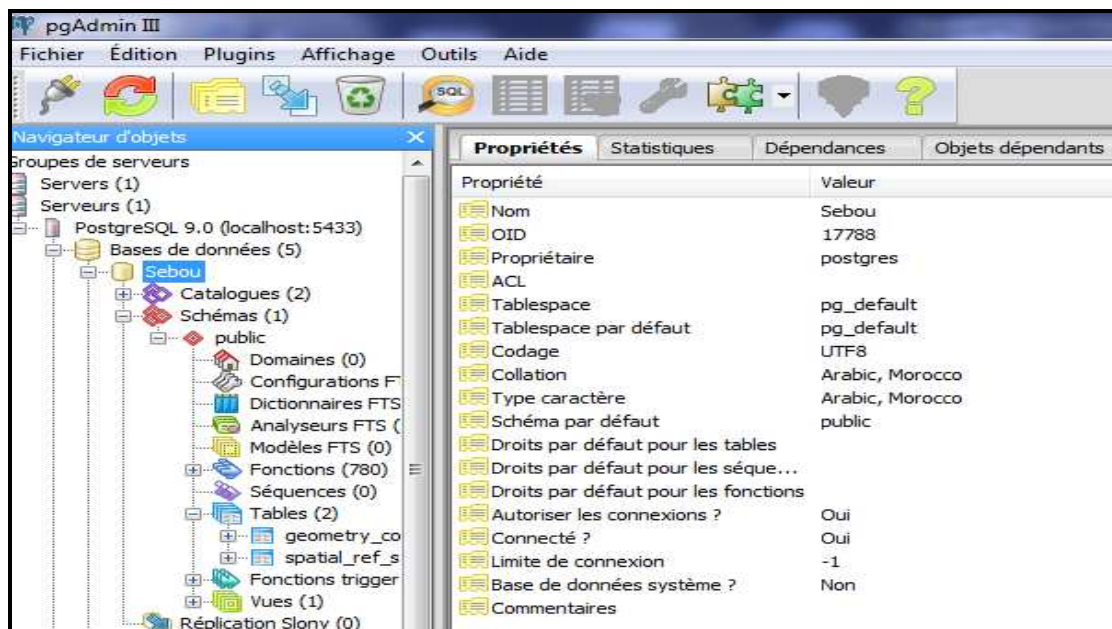 pgAdmin III
Fichier Édition Plugins Affichage Outils Aide
SQL
Navigateur d'objets
Groupes de serveurs
Servers (1)
Serveurs (1)
PostgreSQL 9.0 (localhost:5433)
Bases de données (5)
Sebou
Catalogues (2)
Schémas (1)
public
Domaines (0)
Configurations F
Dictionnaires FTS
Analyseurs FTS (
Modèles FTS (0)
Fonctions (780)
Séquences (0)
Tables (2)
geometry_co
spatial_ref_s
Fonctions trigger
Vues (1)
Réplication Slony (0)
Propriétés Statistiques Dépendances Objets dépendants
Propriété Valeur
Nom Sebou
OID 17788
Propriétaire postgres
ACL
Tablespace pg_default
Tablespace par défaut pg_default
Codage UTF8
Collation Arabic, Morocco
Type caractère Arabic, Morocco
Schéma par défaut public
Droits par défaut pour les tables
Droits par défaut pour les séque...
Droits par défaut pour les fonctions
Autoriser les connexions ? Oui
Connecté ? Oui
Limite de connexion -1
Base de données système ? Non
Commentaires